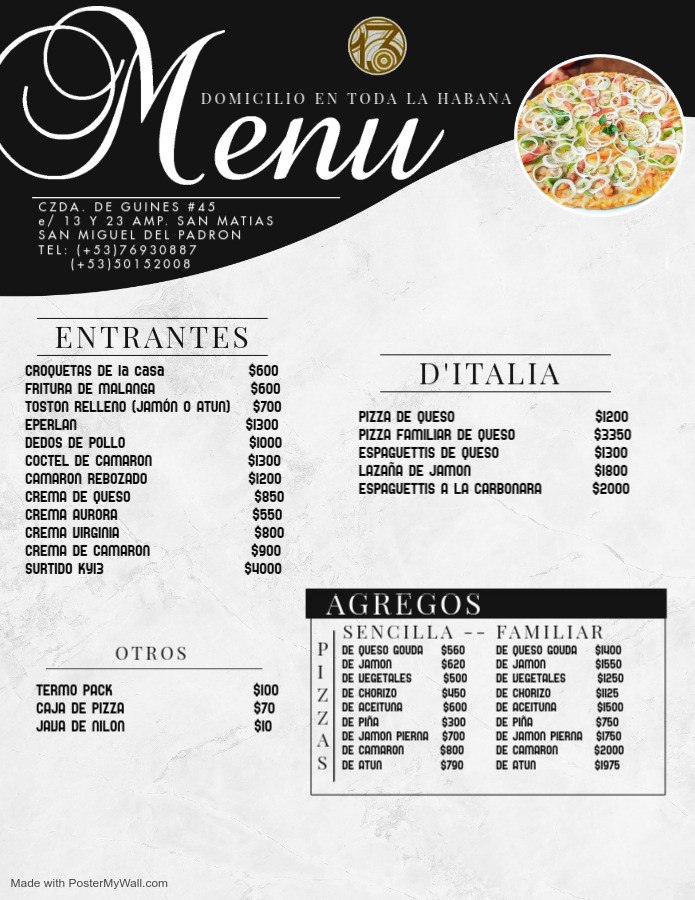 Menu
13
DOMICILIO EN TODA LA HABANA
CZDA. DE GUINES #45
e/ 13 Y 23 AMP. SAN MATIAS
SAN MIGUEL DEL PADRON
TEL: (+53)76930887
(+53)50152008
ENTRANTES
CROQUETAS DE la casa $600
FRITURA DE MALANGA $600
TOSTON RELLENO (JAMÓN O ATUN) $700
EPERLAN $1300
DEDOS DE POLLO $1000
COCTEL DE CAMARON $1300
CAMARON REBOZADO $1200
CREMA DE QUESO $850
CREMA AURORA $550
CREMA VIRGINIA $800
CREMA DE CAMARON $900
SURTIDO KY13 $4000
D'ITALIA
PIZZA DE QUESO $1200
PIZZA FAMILIAR DE QUESO $3350
ESPAGUETTIS DE QUESO $1300
LAZAÑA DE JAMON $1800
ESPAGUETTIS A LA CARBONARA $2000
OTROS
TERMO PACK $100
CAJA DE PIZZA $70
JAVA DE NILON $10
AGREGOS
PIZZAS
SENCILLA -- FAMILIAR
DE QUESO GOUDA $560 DE QUESO GOUDA $1400
DE JAMON $620 DE JAMON $1550
DE VEGETALES $500 DE VEGETALES $1250
DE CHORIZO $450 DE CHORIZO $1125
DE ACEITUNA $600 DE ACEITUNA $1500
DE PIÑA $300 DE PIÑA $750
DE JAMON PIERNA $700 DE JAMON PIERNA $1750
DE CAMARON $800 DE CAMARON $2000
DE ATUN $790 DE ATUN $1975
Made with PosterMyWall.com